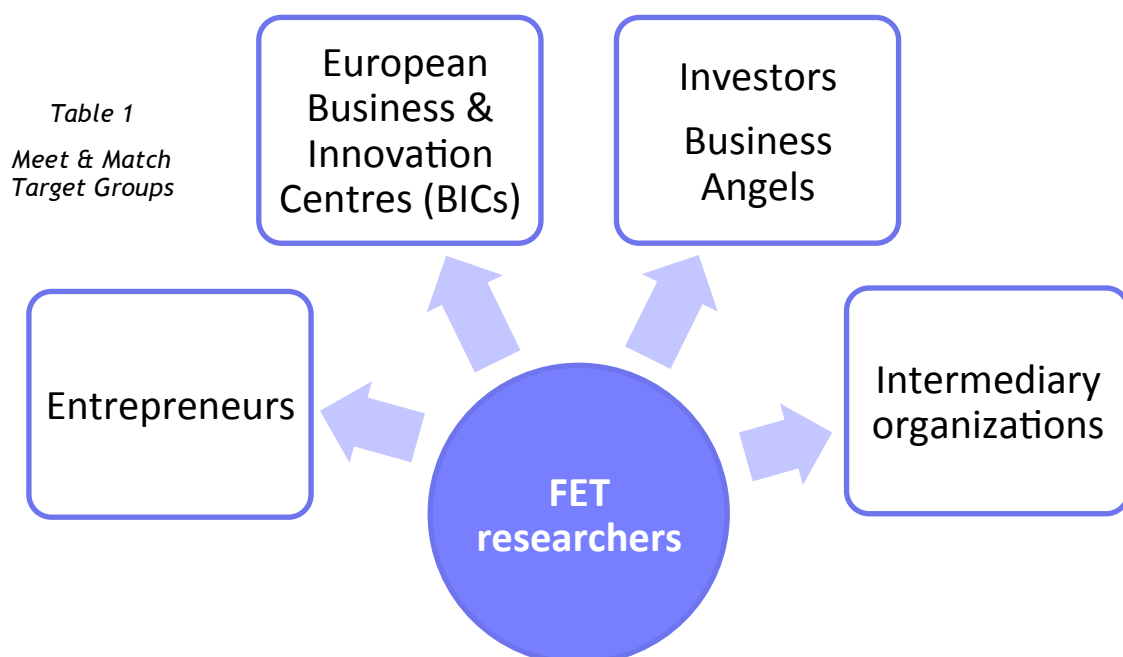 Table 1
Meet & Match
Target Groups
European
Business &
Innovation
Centres (BICs)
Investors
Business
Angels
Entrepreneurs
Intermediary
organizations
FET
researchers